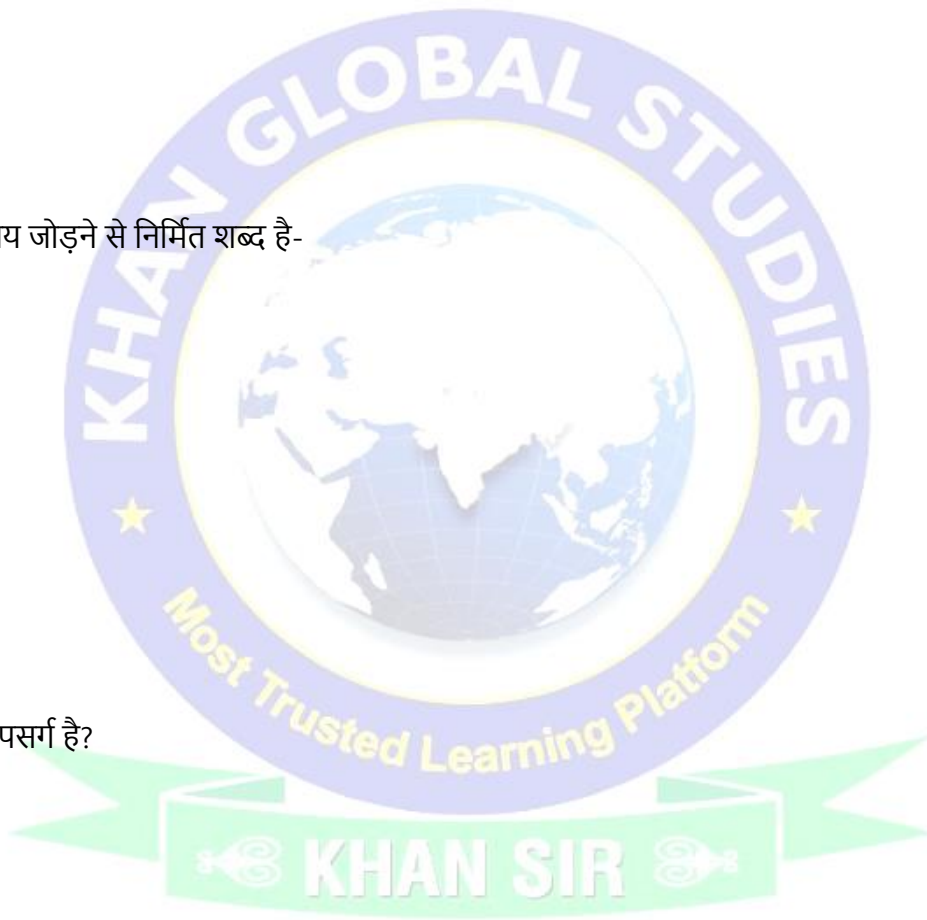 KHAN GLOBAL STUDIES
य जोड़ने से निर्मित शब्द है-
Most Trusted Learning Platform
पसर्ग है?
KHAN SIR